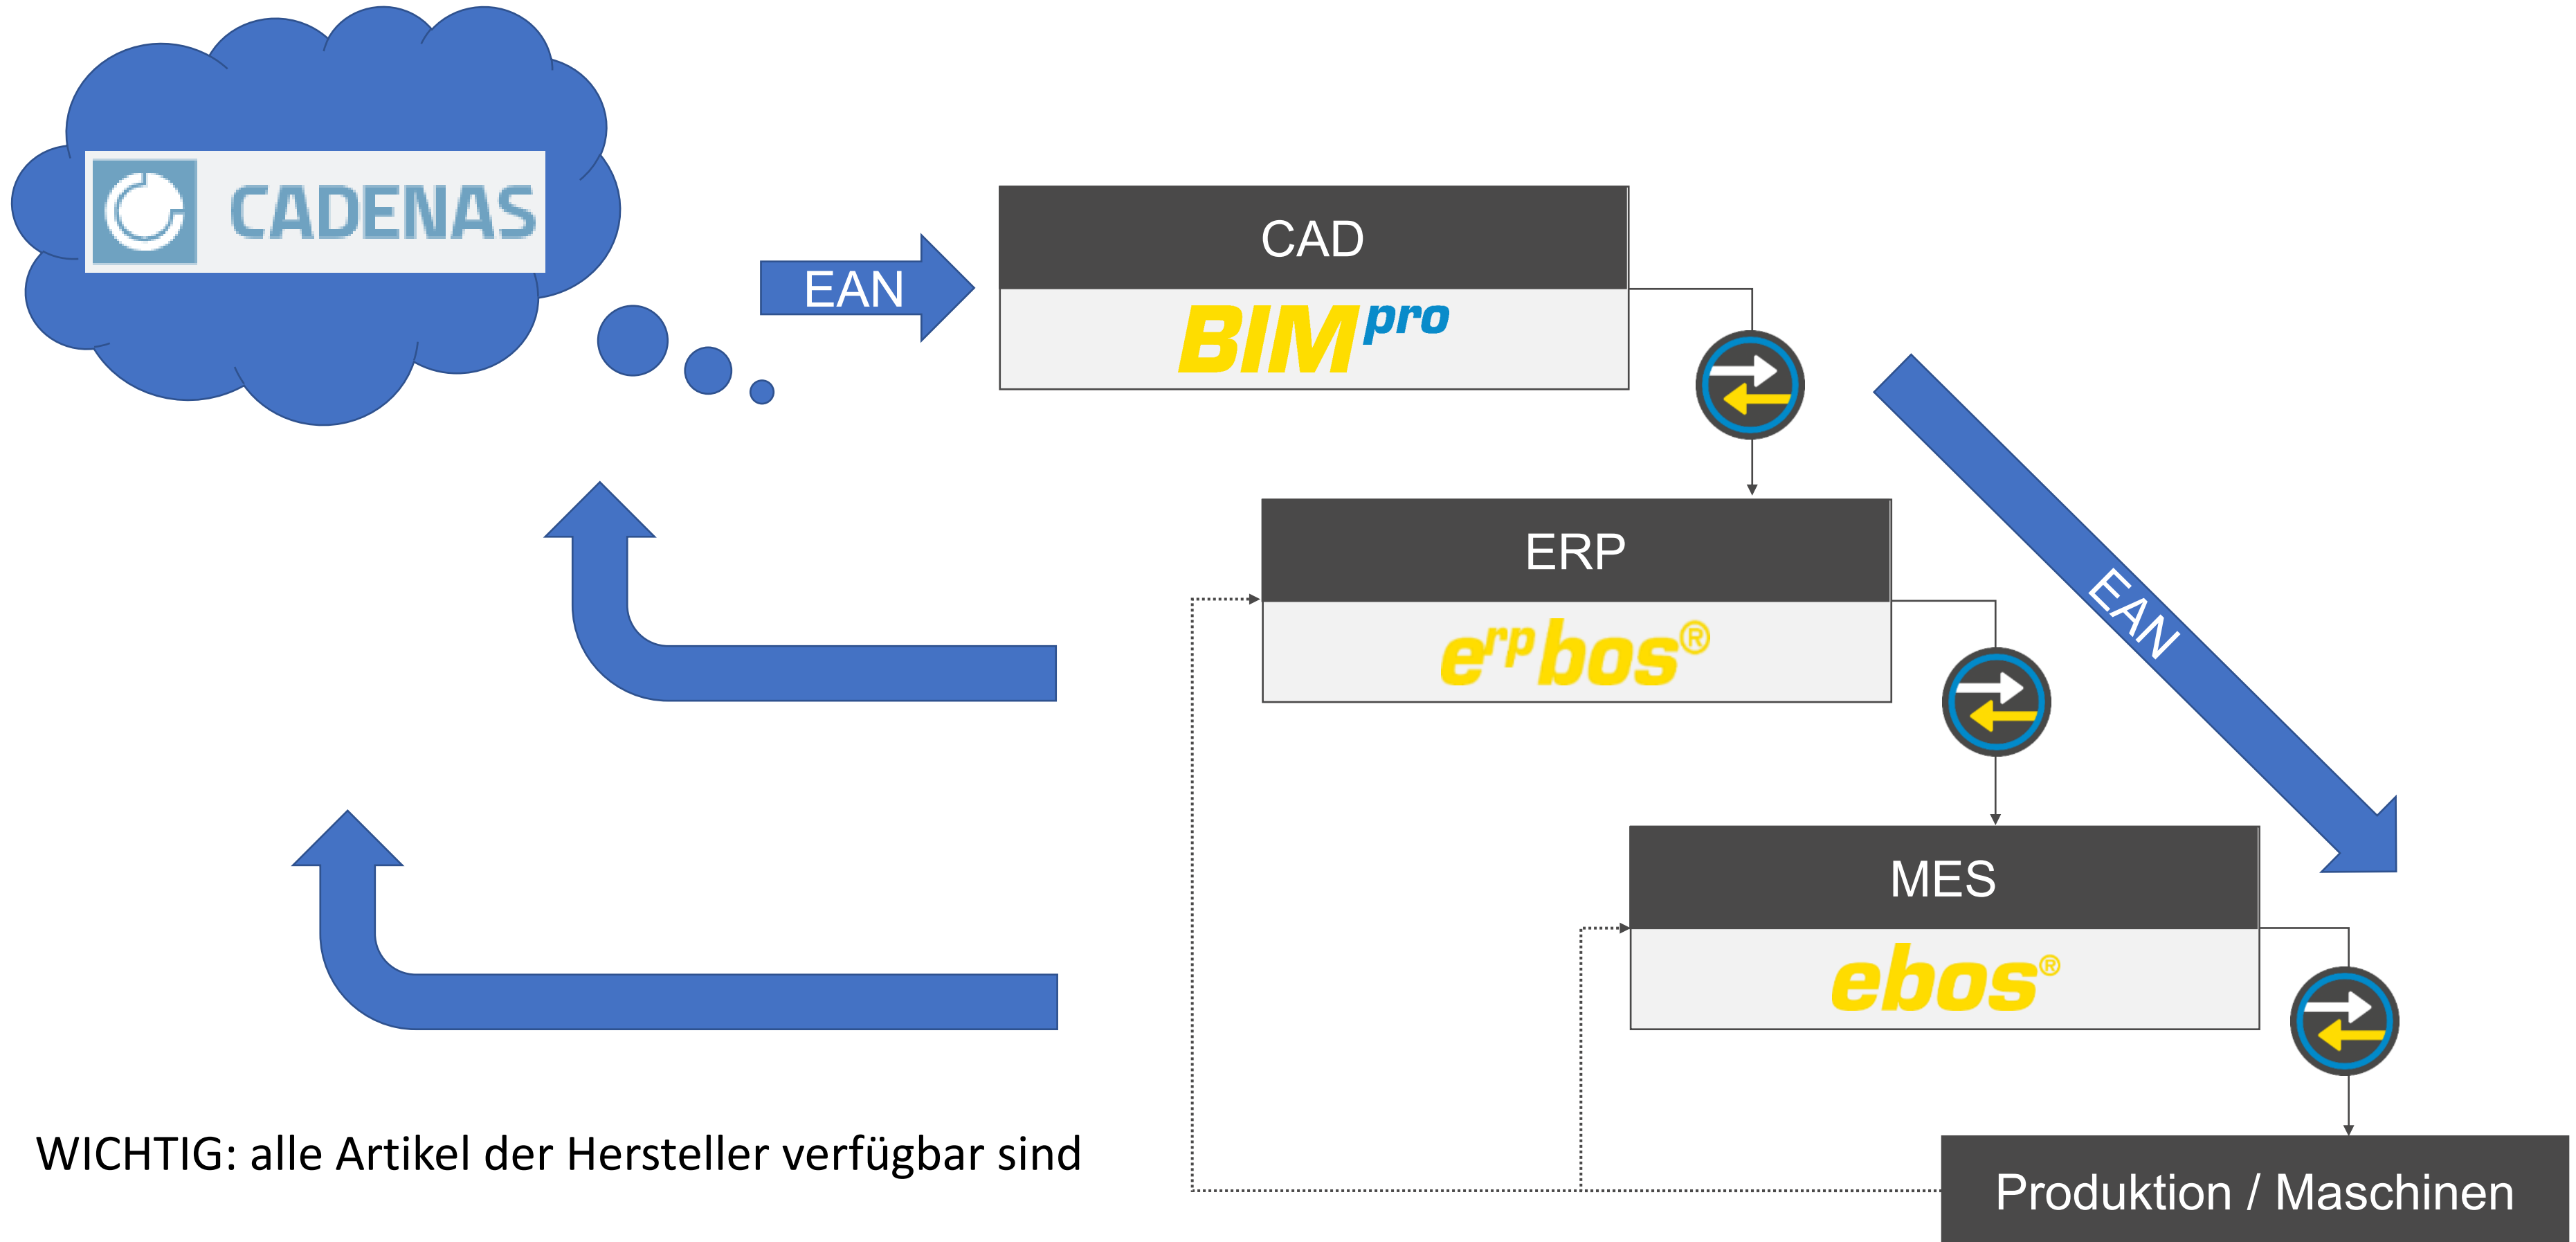 CADENAS
EAN
CAD
BIMpro
ERP
erpbos®
EAN
MES
ebos®
WICHTIG: alle Artikel der Hersteller verfügbar sind
Produktion / Maschinen